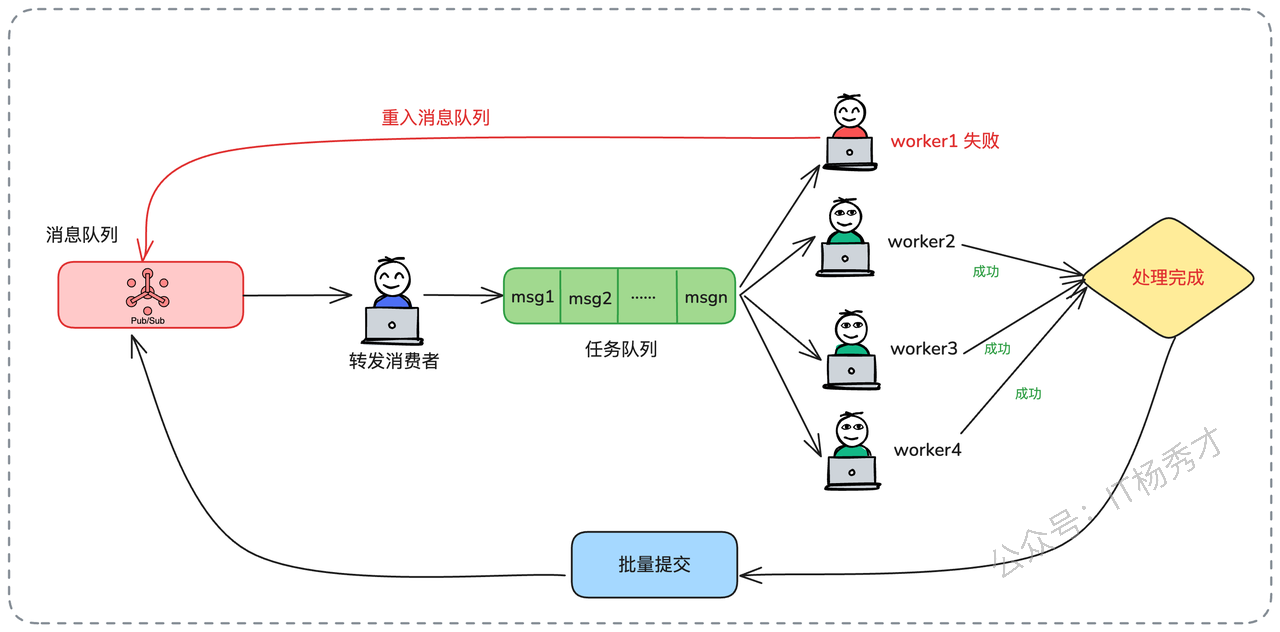 重入消息队列
worker1 失败
消息队列
Pub/Sub
转发消费者
msg1
msg2
······
msgn
任务队列
worker2
成功
worker3
成功
worker4
成功
处理完成
批量提交
公众号：IT杨秀才